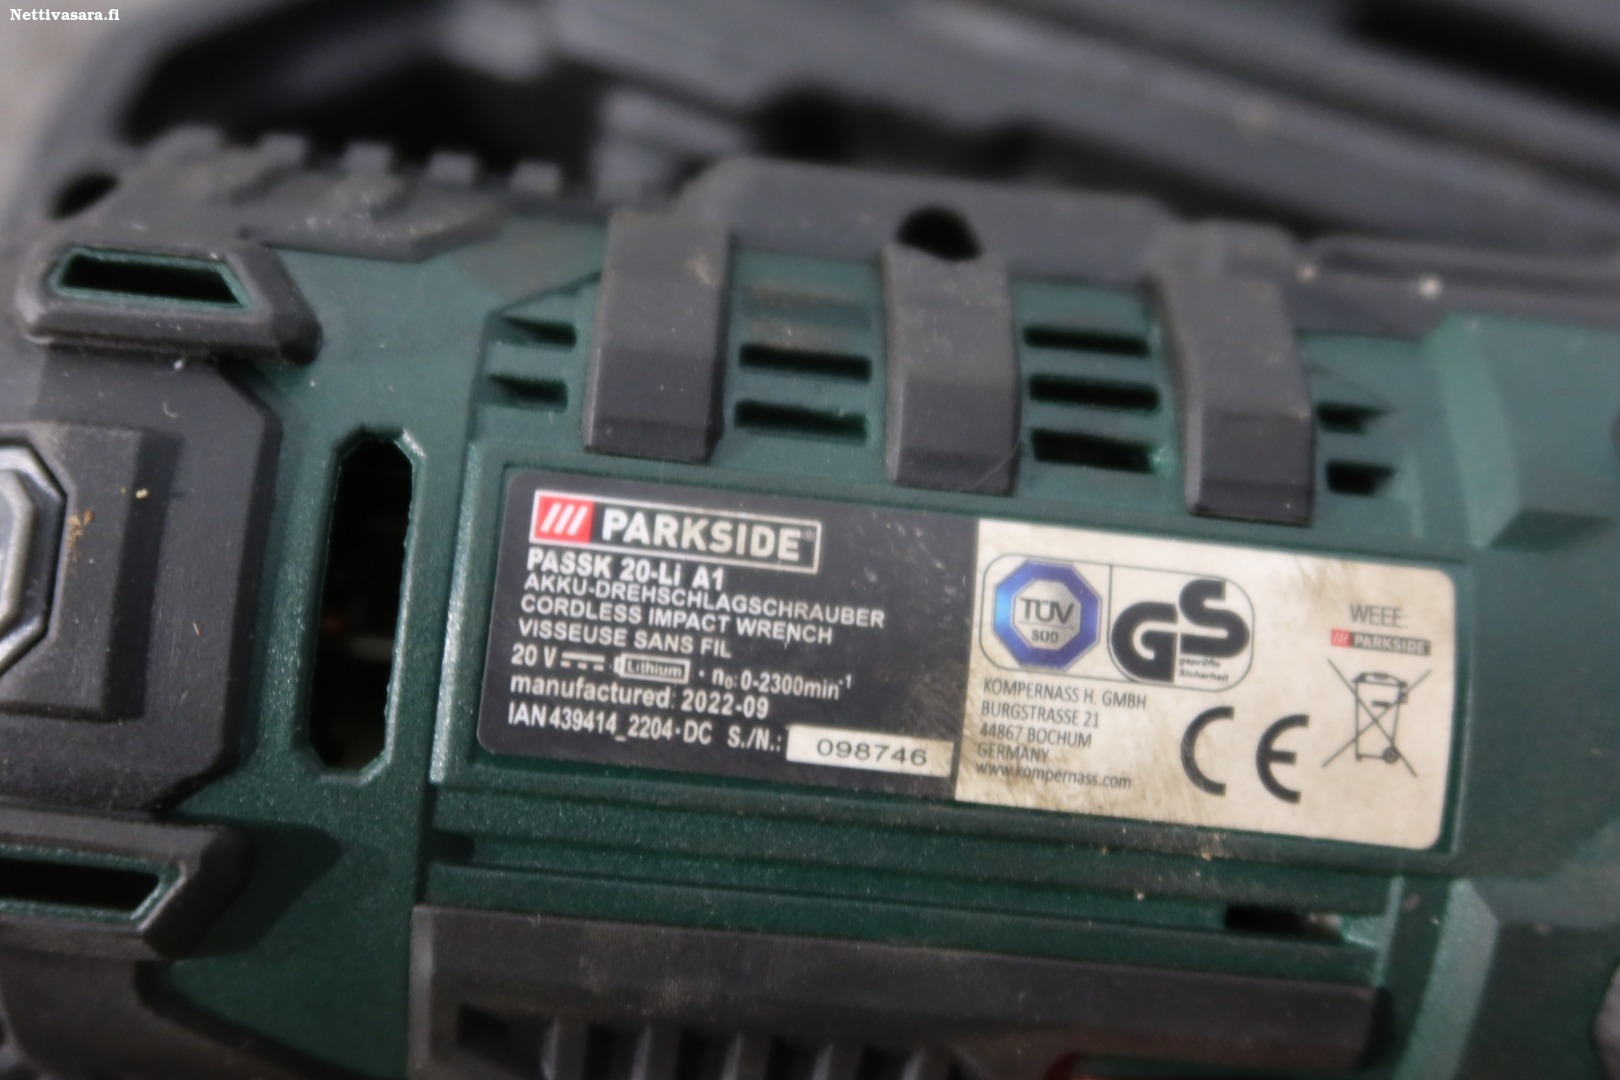 Nettivasara.fi
PARKSIDE®
PASSK 20-Li A1
AKKU-DREHSCHLAGSCHRAUBER
CORDLESS IMPACT WRENCH
VISSEUSE SANS FIL
20 V Lithium · n₀: 0-2300min⁻¹
manufactured: 2022-09
IAN 439414_2204·DC S./N.: 098746
TÜV
SÜD
GS
geprüfte
Sicherheit
KOMPERNASS H. GMBH
BURGSTRASSE 21
44867 BOCHUM
GERMANY
www.kompernass.com
CE
WEEE:
PARKSIDE